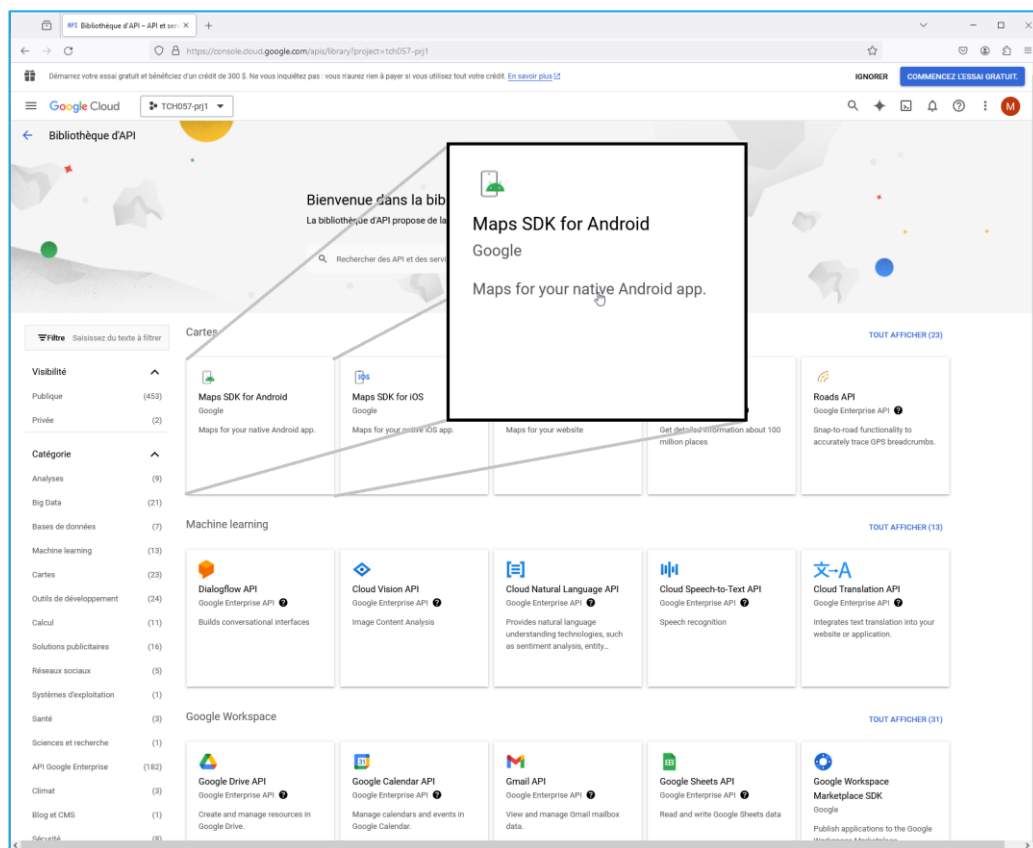 API Bibliothèque d'API – API et serv
https://console.cloud.google.com/apis/library?project=tch057-prj1
Démarrez votre essai gratuit et bénéficiez d'un crédit de 300 $. Ne vous inquiétez pas : vous n'aurez rien à payer si vous utilisez tout votre crédit. En savoir plus
IGNORER
COMMENCEZ L'ESSAI GRATUIT.
Google Cloud
TCH057-prj1
M
Bibliothèque d'API
Bienvenue dans la bib
La bibliothèque d'API propose de la
Rechercher des API et des servi
Maps SDK for Android
Google
Maps for your native Android app.
Filtre Saisissez du texte à filtrer
Visibilité
Publique (453)
Privée (2)
Catégorie
Analyses (9)
Big Data (21)
Bases de données (7)
Machine learning (13)
Cartes (23)
Outils de développement (24)
Calcul (11)
Solutions publicitaires (16)
Réseaux sociaux (5)
Systèmes d'exploitation (1)
Santé (3)
Sciences et recherche (1)
API Google Enterprise (182)
Climat (3)
Blog et CMS (1)
Sécurité (8)
Cartes
TOUT AFFICHER (23)
Maps SDK for Android
Google
Maps for your native Android app.
iOS
Maps SDK for iOS
Google
Maps for your native iOS app.
Maps for your website
Get detailed information about 100
million places
Roads API
Google Enterprise API
Snap-to-road functionality to
accurately trace GPS breadcrumbs.
Machine learning
TOUT AFFICHER (13)
Dialogflow API
Google Enterprise API
Builds conversational interfaces
Cloud Vision API
Google Enterprise API
Image Content Analysis
Cloud Natural Language API
Google Enterprise API
Provides natural language
understanding technologies, such
as sentiment analysis, entity...
Cloud Speech-to-Text API
Google Enterprise API
Speech recognition
文→A
Cloud Translation API
Google Enterprise API
Integrates text translation into your
website or application.
Google Workspace
TOUT AFFICHER (31)
Google Drive API
Google Enterprise API
Create and manage resources in
Google Drive.
31
Google Calendar API
Google Enterprise API
Manage calendars and events in
Google Calendar.
Gmail API
Google Enterprise API
View and manage Gmail mailbox
data.
Google Sheets API
Google Enterprise API
Read and write Google Sheets data
Google Workspace
Marketplace SDK
Google
Publish applications to the Google
Workspace Marketplace.